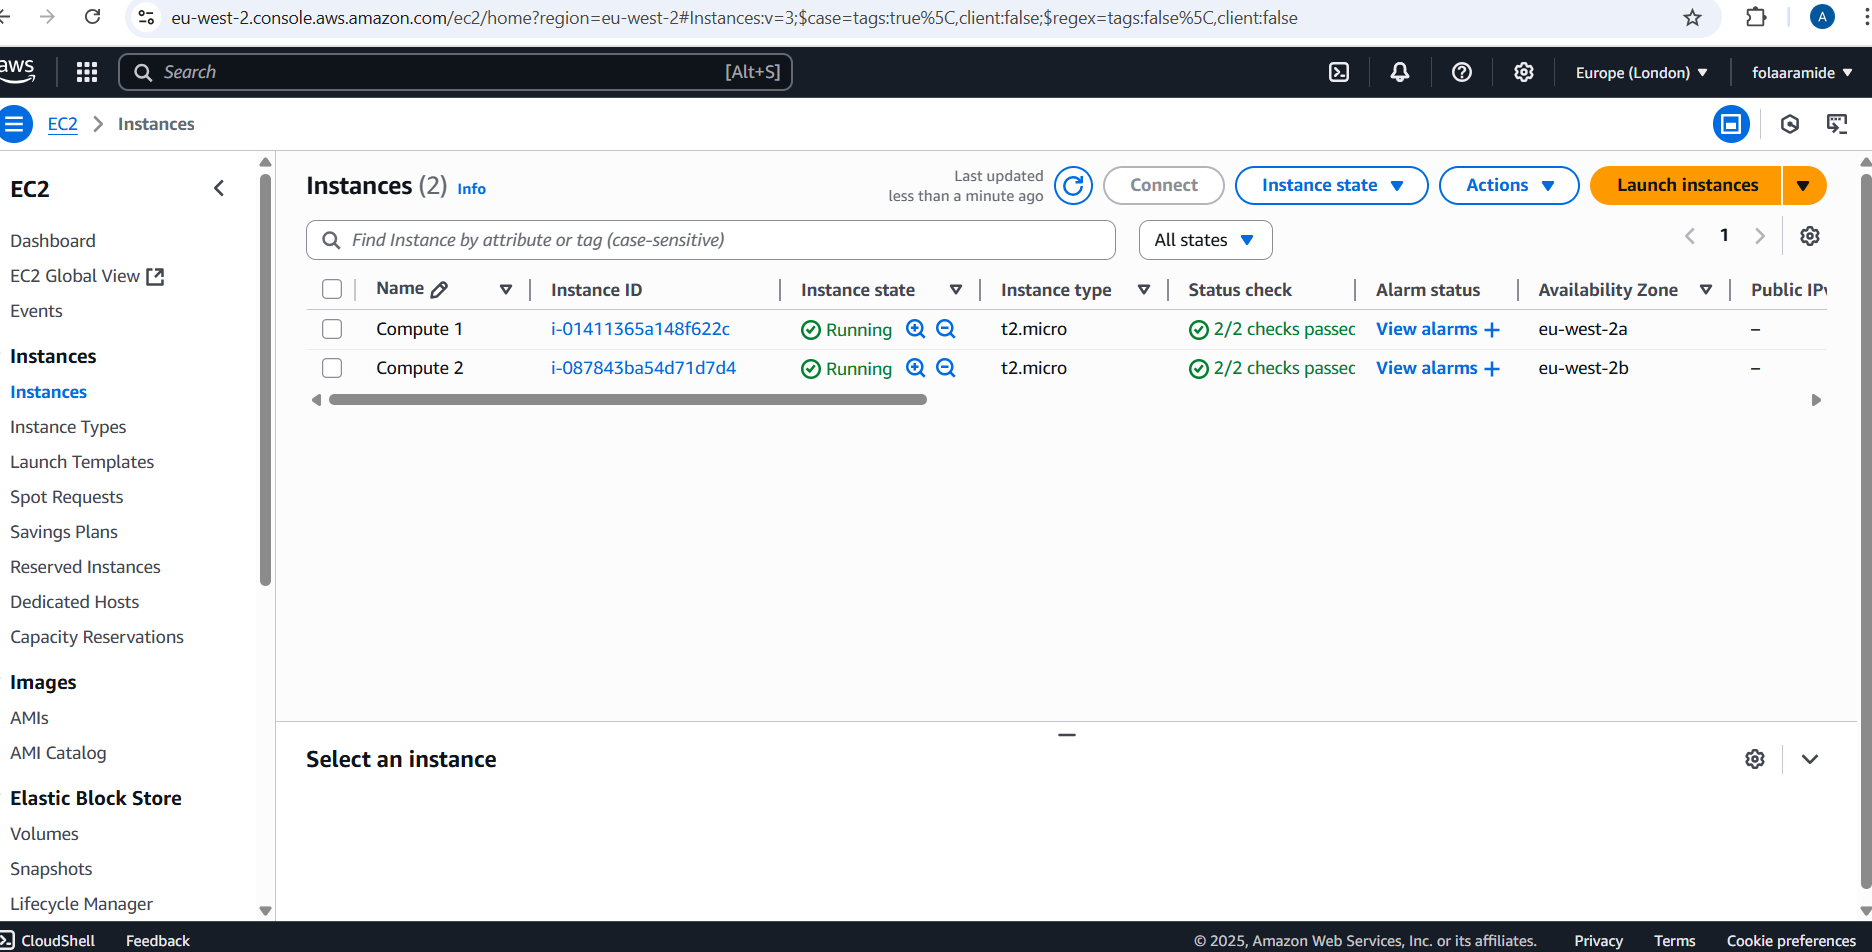 eu-west-2.console.aws.amazon.com/ec2/home?region=eu-west-2#Instances:v=3;$case=tags:true%5C,client:false;$regex=tags:false%5C,client:false
A
aws
Search
[Alt+S]
Europe (London)
folaaramide
EC2
Instances
EC2
Dashboard
EC2 Global View
Events
Instances
Instances
Instance Types
Launch Templates
Spot Requests
Savings Plans
Reserved Instances
Dedicated Hosts
Capacity Reservations
Images
AMIs
AMI Catalog
Elastic Block Store
Volumes
Snapshots
Lifecycle Manager
Instances (2) Info
Last updated
less than a minute ago
Connect
Instance state
Actions
Launch instances
Find Instance by attribute or tag (case-sensitive)
All states
1
Name Instance ID Instance state Instance type Status check Alarm status Availability Zone Public IPv
Compute 1 i-01411365a148f622c Running t2.micro 2/2 checks passed View alarms + eu-west-2a –
Compute 2 i-087843ba54d71d7d4 Running t2.micro 2/2 checks passed View alarms + eu-west-2b –
Select an instance
CloudShell
Feedback
© 2025, Amazon Web Services, Inc. or its affiliates.
Privacy
Terms
Cookie preferences